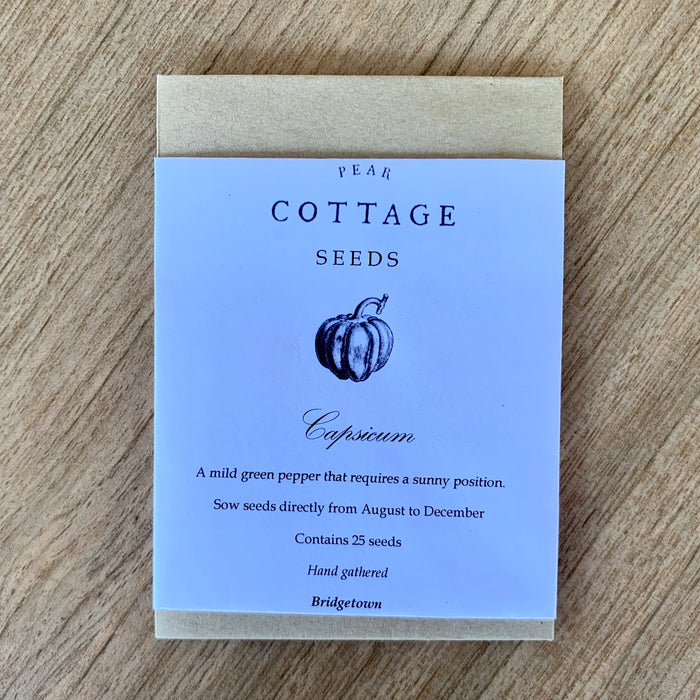 PEAR
COTTAGE
SEEDS
Capsicum
A mild green pepper that requires a sunny position.
Sow seeds directly from August to December
Contains 25 seeds
Hand gathered
Bridgetown